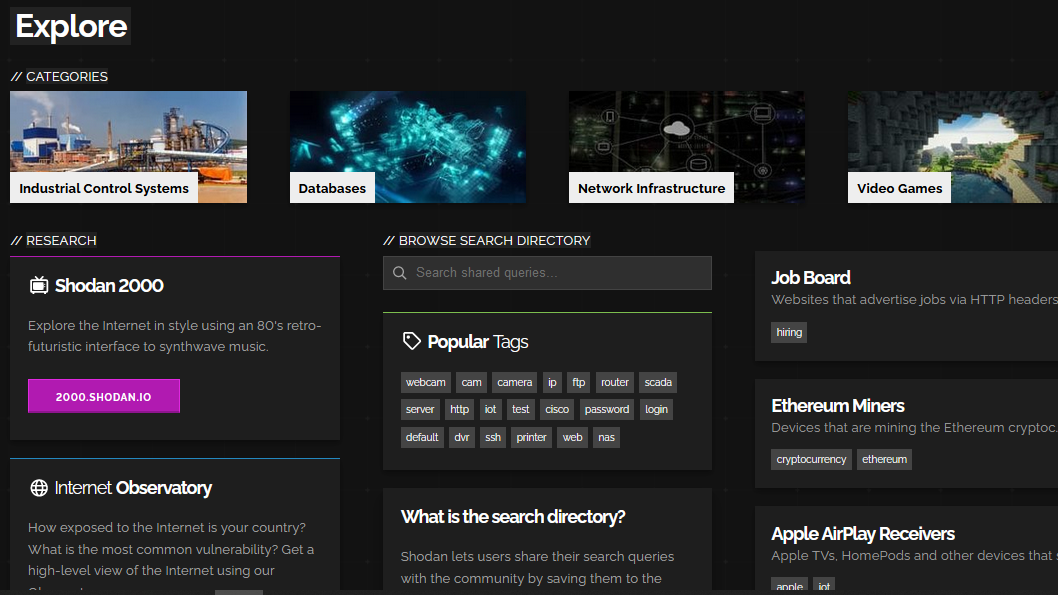 Explore
// CATEGORIES
Industrial Control Systems
Databases
Network Infrastructure
Video Games
// RESEARCH
Shodan 2000
Explore the Internet in style using an 80's retro-
futuristic interface to synthwave music.
2000.SHODAN.IO
Internet Observatory
How exposed to the Internet is your country?
What is the most common vulnerability? Get a
high-level view of the Internet using our
// BROWSE SEARCH DIRECTORY
Search shared queries...
Popular Tags
webcam cam camera ip ftp router scada
server http iot test cisco password login
default dvr ssh printer web nas
What is the search directory?
Shodan lets users share their search queries
with the community by saving them to the
Job Board
Websites that advertise jobs via HTTP headers
hiring
Ethereum Miners
Devices that are mining the Ethereum cryptoc
cryptocurrency ethereum
Apple AirPlay Receivers
Apple TVs, HomePods and other devices that
apple iot